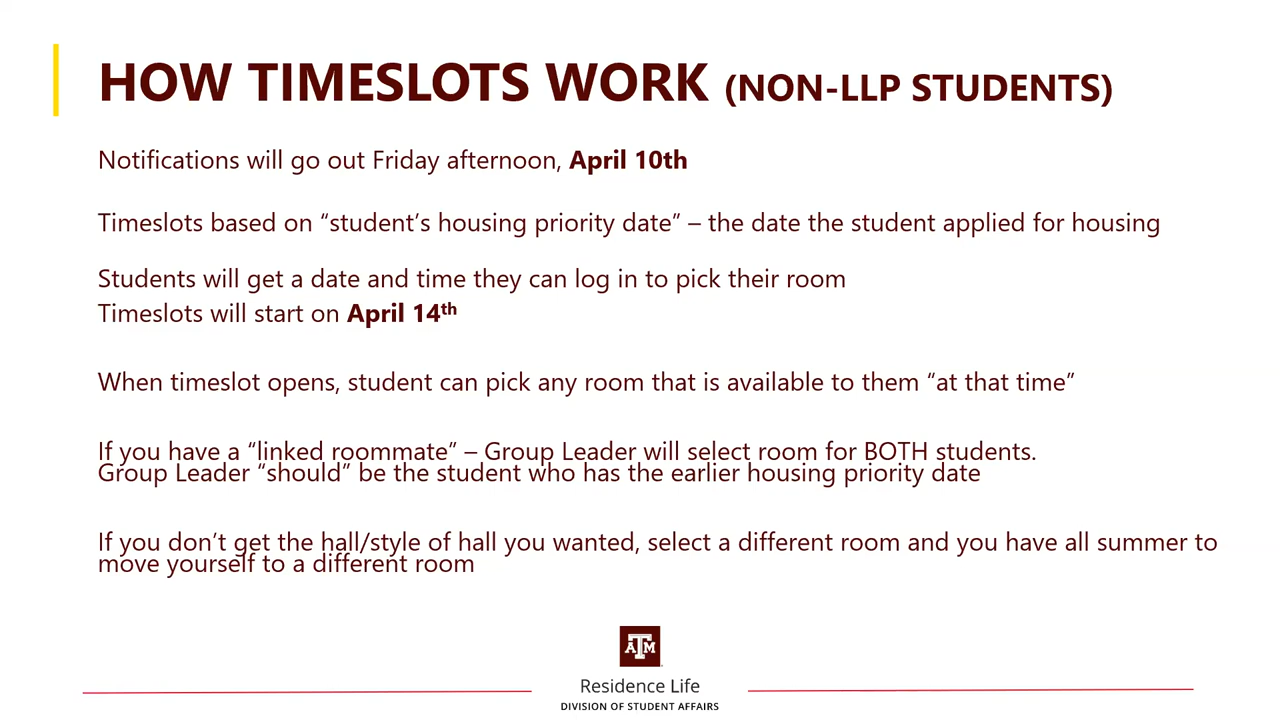 HOW TIMESLOTS WORK (NON-LLP STUDENTS)
Notifications will go out Friday afternoon, April 10th
Timeslots based on “student’s housing priority date” – the date the student applied for housing
Students will get a date and time they can log in to pick their room
Timeslots will start on April 14th
When timeslot opens, student can pick any room that is available to them “at that time”
If you have a “linked roommate” – Group Leader will select room for BOTH students.
Group Leader “should” be the student who has the earlier housing priority date
If you don’t get the hall/style of hall you wanted, select a different room and you have all summer to
move yourself to a different room
ATM
Residence Life
DIVISION OF STUDENT AFFAIRS